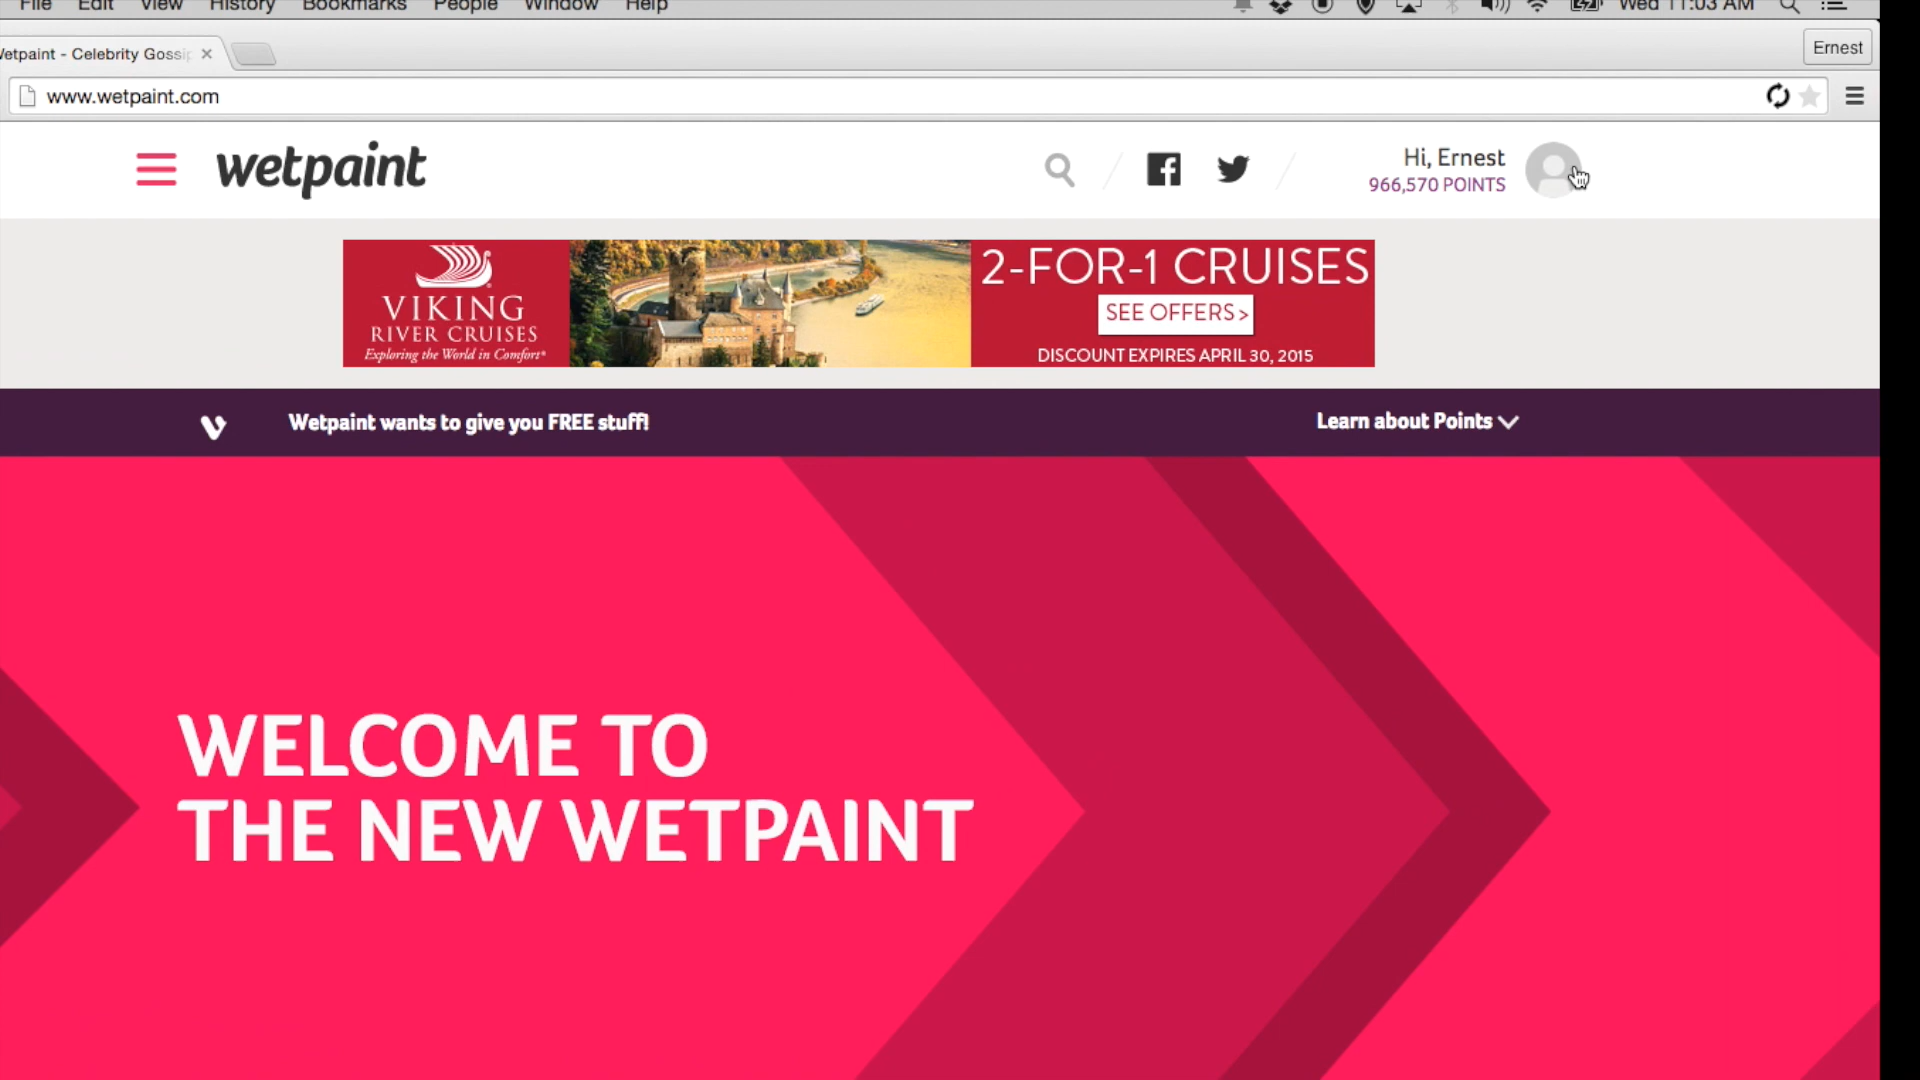 File Edit View History Bookmarks People Window Help Wed 11:03 AM
Wetpaint - Celebrity Gossip
Ernest
www.wetpaint.com
wetpaint
Hi, Ernest
966,570 POINTS
VIKING
RIVER CRUISES
Exploring the World in Comfort®
2-FOR-1 CRUISES
SEE OFFERS >
DISCOUNT EXPIRES APRIL 30, 2015
Wetpaint wants to give you FREE stuff!
Learn about Points
WELCOME TO
THE NEW WETPAINT